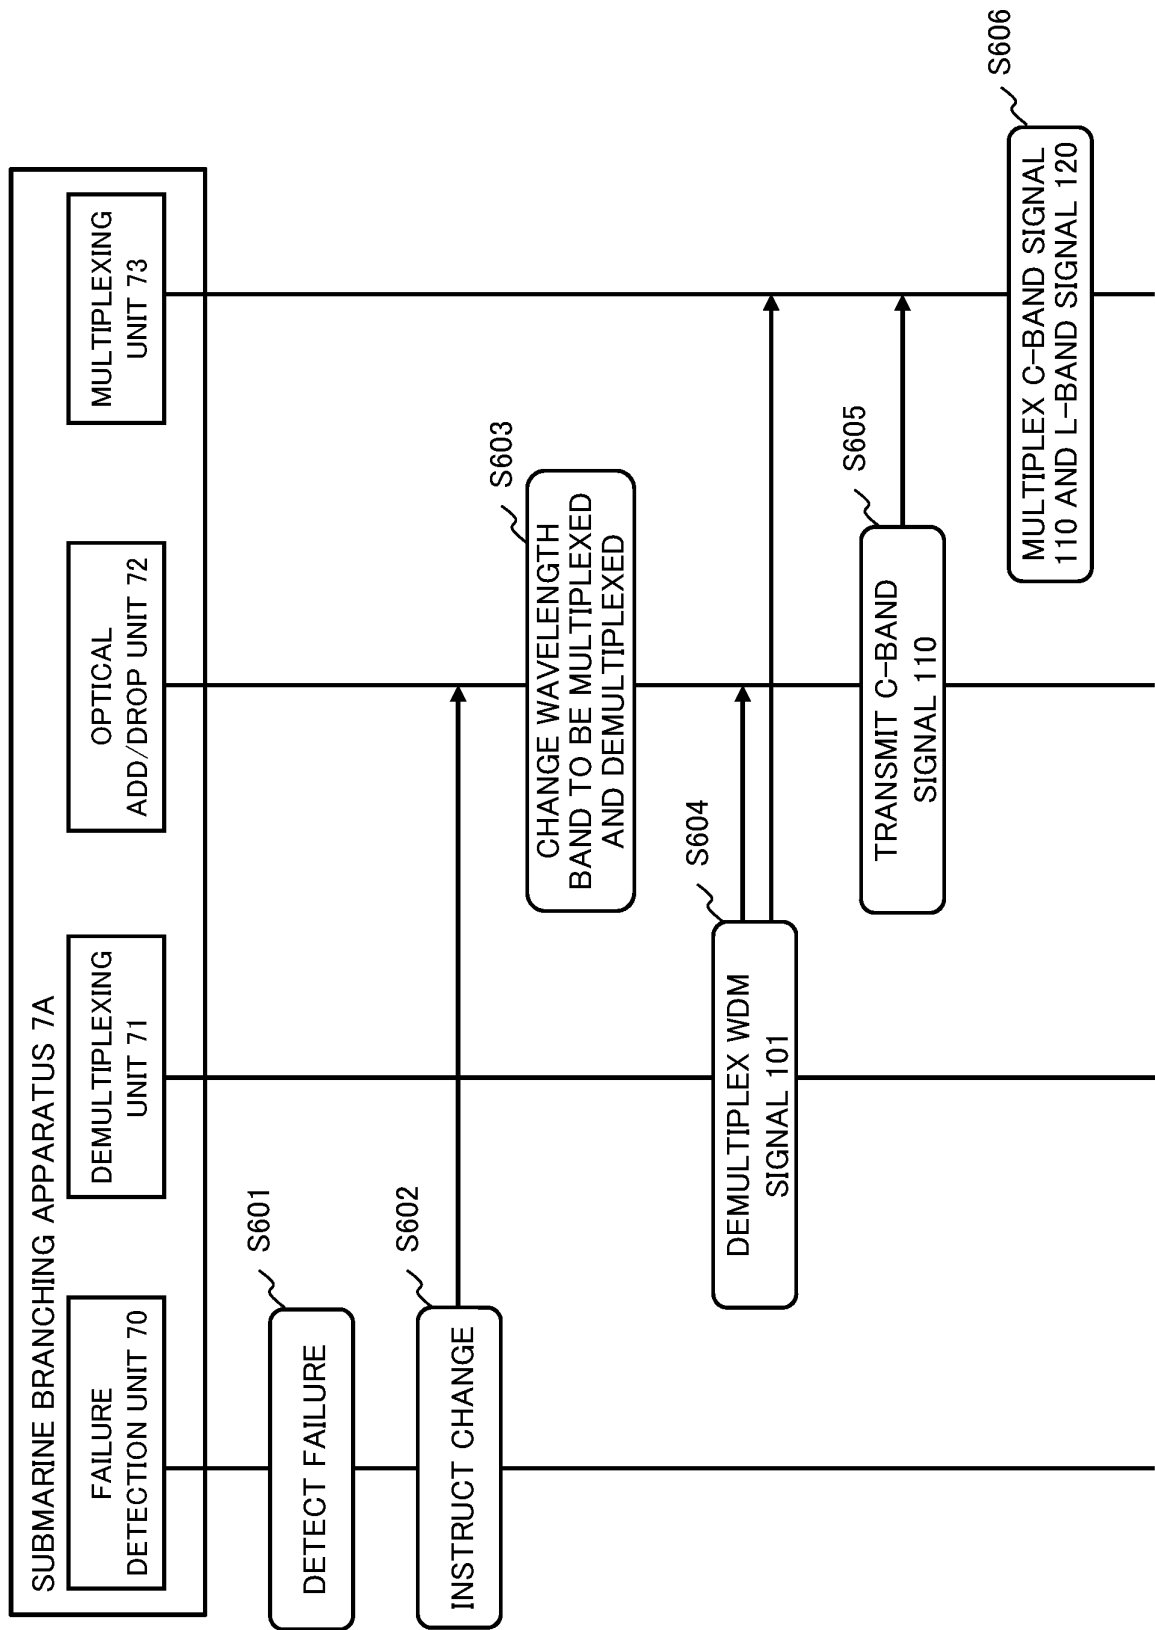 SUBMARINE BRANCHING APPARATUS 7A
FAILURE
DETECTION UNIT 70
DEMULTIPLEXING
UNIT 71
OPTICAL
ADD/DROP UNIT 72
MULTIPLEXING
UNIT 73
S601
DETECT FAILURE
S602
INSTRUCT CHANGE
S603
CHANGE WAVELENGTH
BAND TO BE MULTIPLEXED
AND DEMULTIPLEXED
S604
DEMULTIPLEX WDM
SIGNAL 101
S605
TRANSMIT C-BAND
SIGNAL 110
S606
MULTIPLEX C-BAND SIGNAL
110 AND L-BAND SIGNAL 120